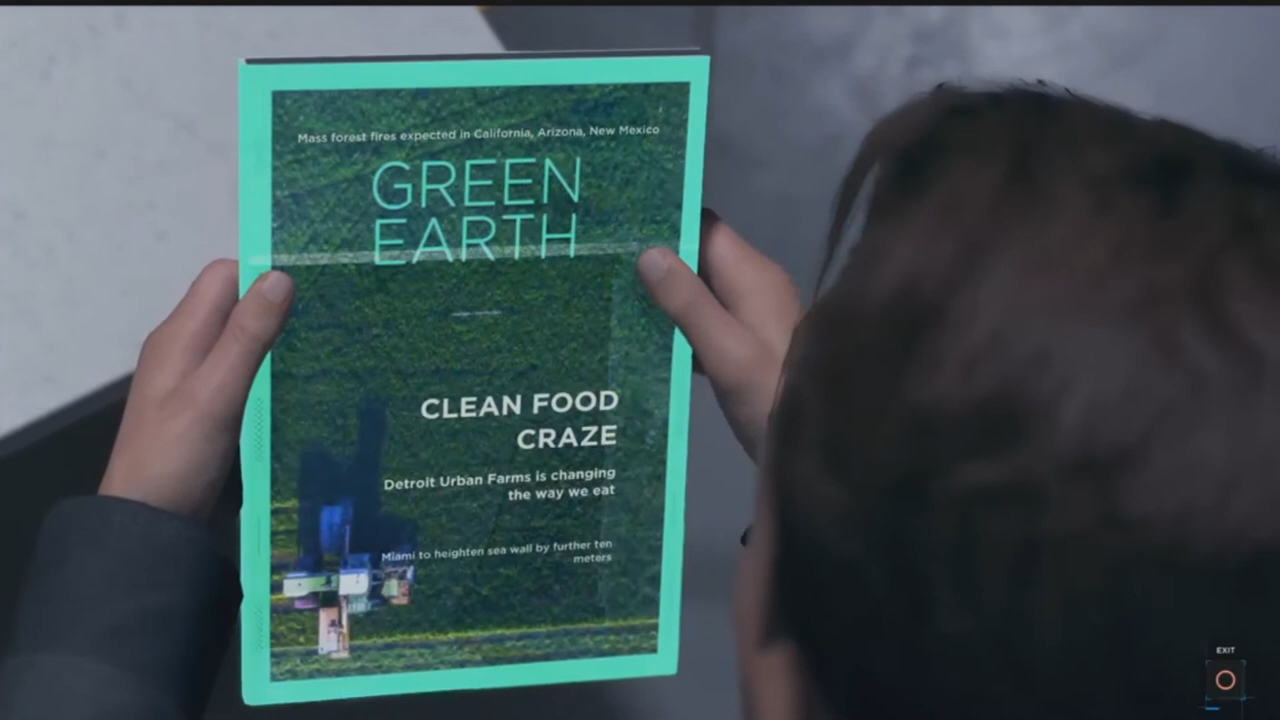 Mass forest fires expected in California, Arizona, New Mexico
GREEN
EARTH
CLEAN FOOD
CRAZE
Detroit Urban Farms is changing
the way we eat
Miami to heighten sea wall by further ten
meters
EXIT